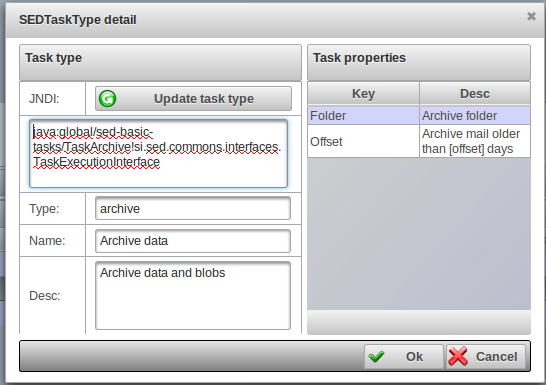 SEDTaskType detail
Task type
JNDI:
Update task type
java:global/sed-basic-
tasks/TaskArchive!si.sed.commons.interfaces.
TaskExecutionInterface
Type:
archive
Name:
Archive data
Desc:
Archive data and blobs
Task properties
Key Desc
Folder Archive folder
Offset Archive mail older
than [offset] days
Ok Cancel